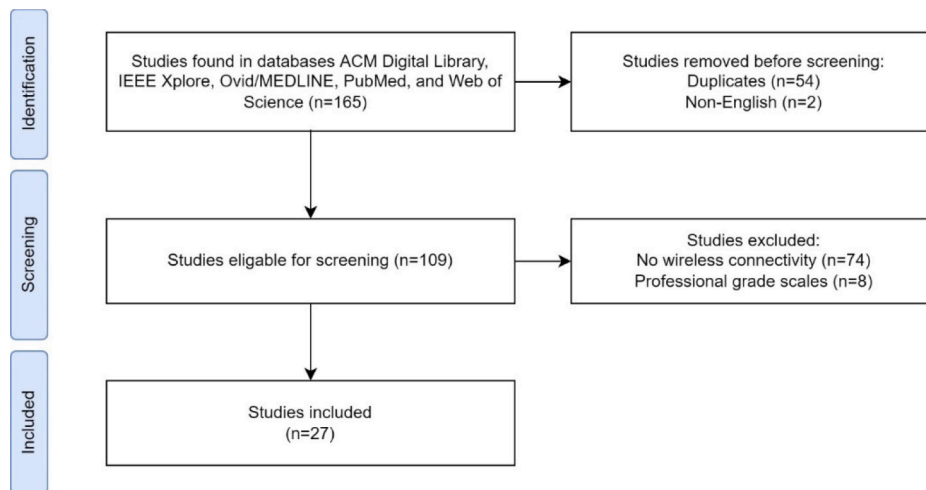 Identification
Studies found in databases ACM Digital Library,
IEEE Xplore, Ovid/MEDLINE, PubMed, and Web of
Science (n=165)
Studies removed before screening:
Duplicates (n=54)
Non-English (n=2)
Screening
Studies eligable for screening (n=109)
Studies excluded:
No wireless connectivity (n=74)
Professional grade scales (n=8)
Included
Studies included
(n=27)